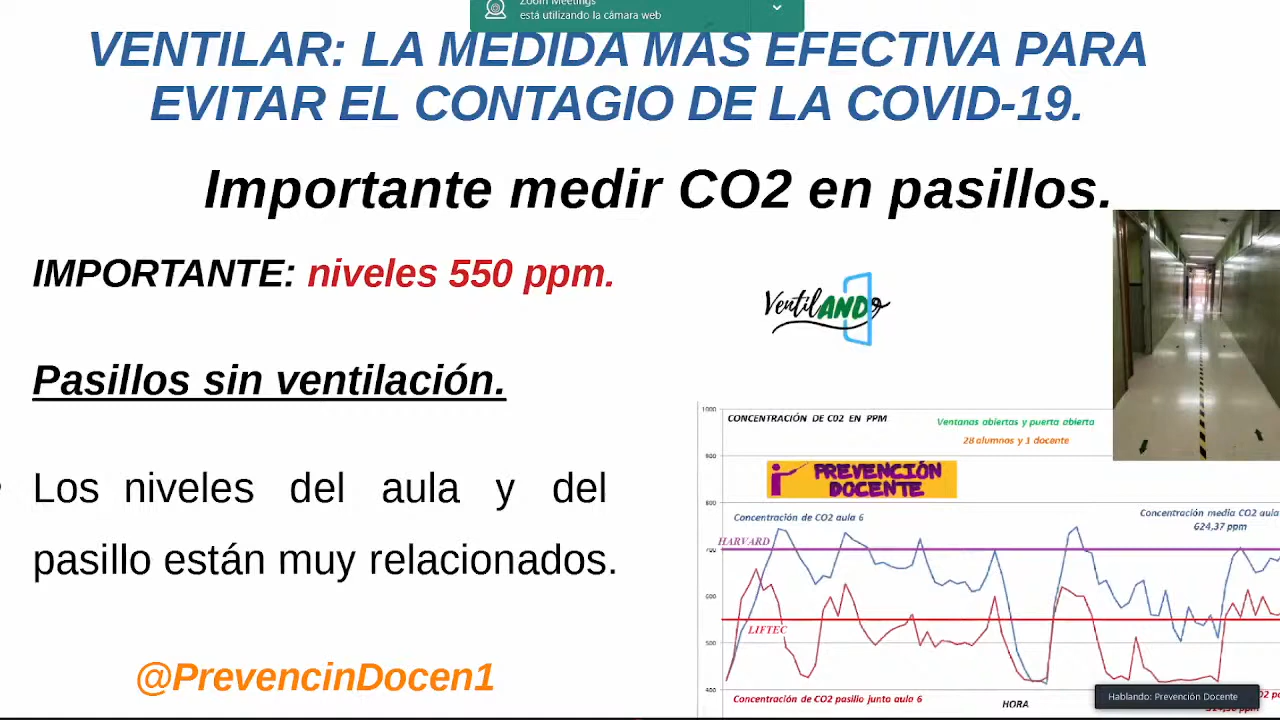 Zoom Meetings
está utilizando la cámara web
VENTILAR: LA MEDIDA MÁS EFECTIVA PARA
EVITAR EL CONTAGIO DE LA COVID-19.
Importante medir CO2 en pasillos.
IMPORTANTE: niveles 550 ppm.
VentilANDo
Pasillos sin ventilación.
Los niveles del aula y del
pasillo están muy relacionados.
@PrevencinDocen1
1000
CONCENTRACIÓN DE C02 EN PPM
Ventanas abiertas y puerta abierta
28 alumnos y 1 docente
900
PREVENCIÓN
DOCENTE
800
Concentración de CO2 aula 6
Concentración media CO2 aula
624,37 ppm
HARVARD
700
600
LIFTEC
500
400
Concentración de CO2 pasillo junto aula 6
HORA
Hablando: Prevención Docente